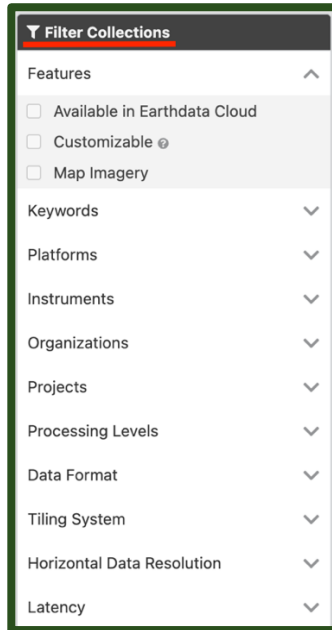 Filter Collections
Features
Available in Earthdata Cloud
Customizable ?
Map Imagery
Keywords
Platforms
Instruments
Organizations
Projects
Processing Levels
Data Format
Tiling System
Horizontal Data Resolution
Latency